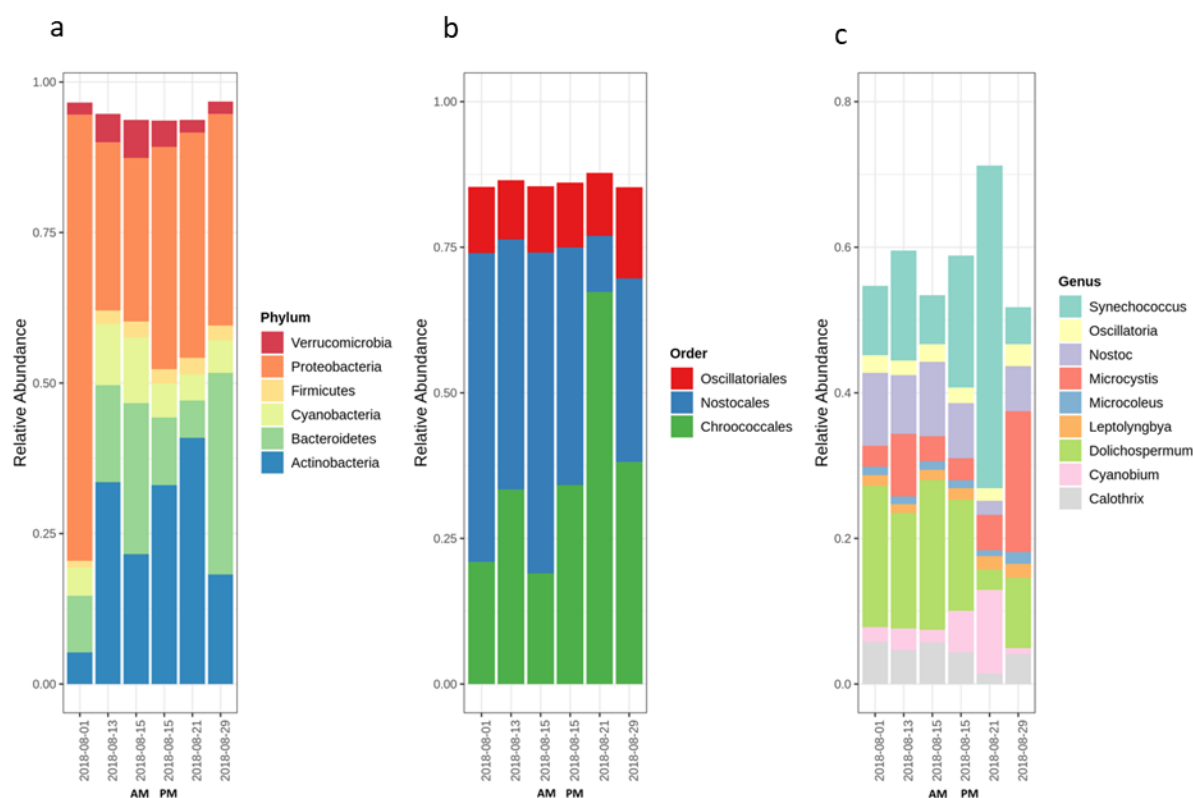 a
Relative Abundance
1.00
0.75
0.50
0.25
0.00
2018-08-01
2018-08-13
2018-08-15
2018-08-15
2018-08-21
2018-08-29
AM PM
Phylum
Verrucomicrobia
Proteobacteria
Firmicutes
Cyanobacteria
Bacteroidetes
Actinobacteria
b
Relative Abundance
1.00
0.75
0.50
0.25
0.00
2018-08-01
2018-08-13
2018-08-15
2018-08-15
2018-08-21
2018-08-29
AM PM
Order
Oscillatoriales
Nostocales
Chroococcales
c
Relative Abundance
0.8
0.6
0.4
0.2
0.0
2018-08-01
2018-08-13
2018-08-15
2018-08-15
2018-08-21
2018-08-29
AM PM
Genus
Synechococcus
Oscillatoria
Nostoc
Microcystis
Microcoleus
Leptolyngbya
Dolichospermum
Cyanobium
Calothrix